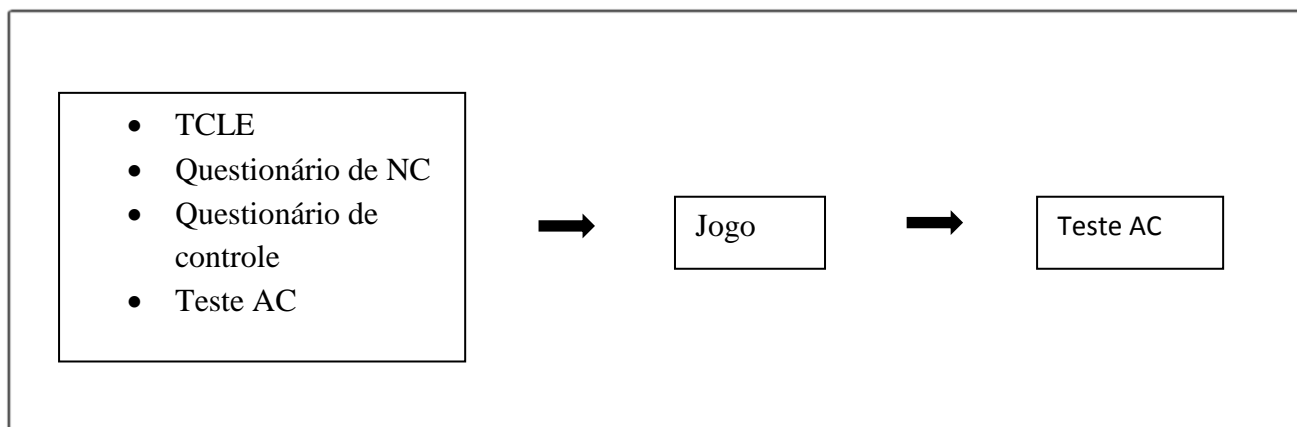 • TCLE
• Questionário de NC
• Questionário de
controle
• Teste AC
Jogo
Teste AC